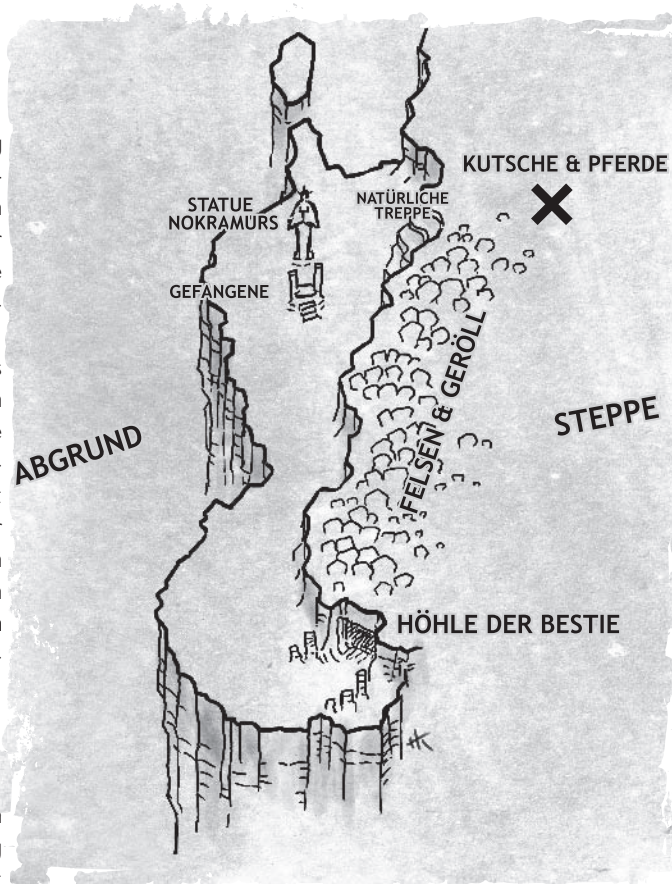 KUTSCHE & PFERDE
STATUE
NOKRAMURS
NATÜRLICHE
TREPPE
GEFANGENE
FELSEN & GERÖLL
STEPPE
ABGRUND
HÖHLE DER BESTIE